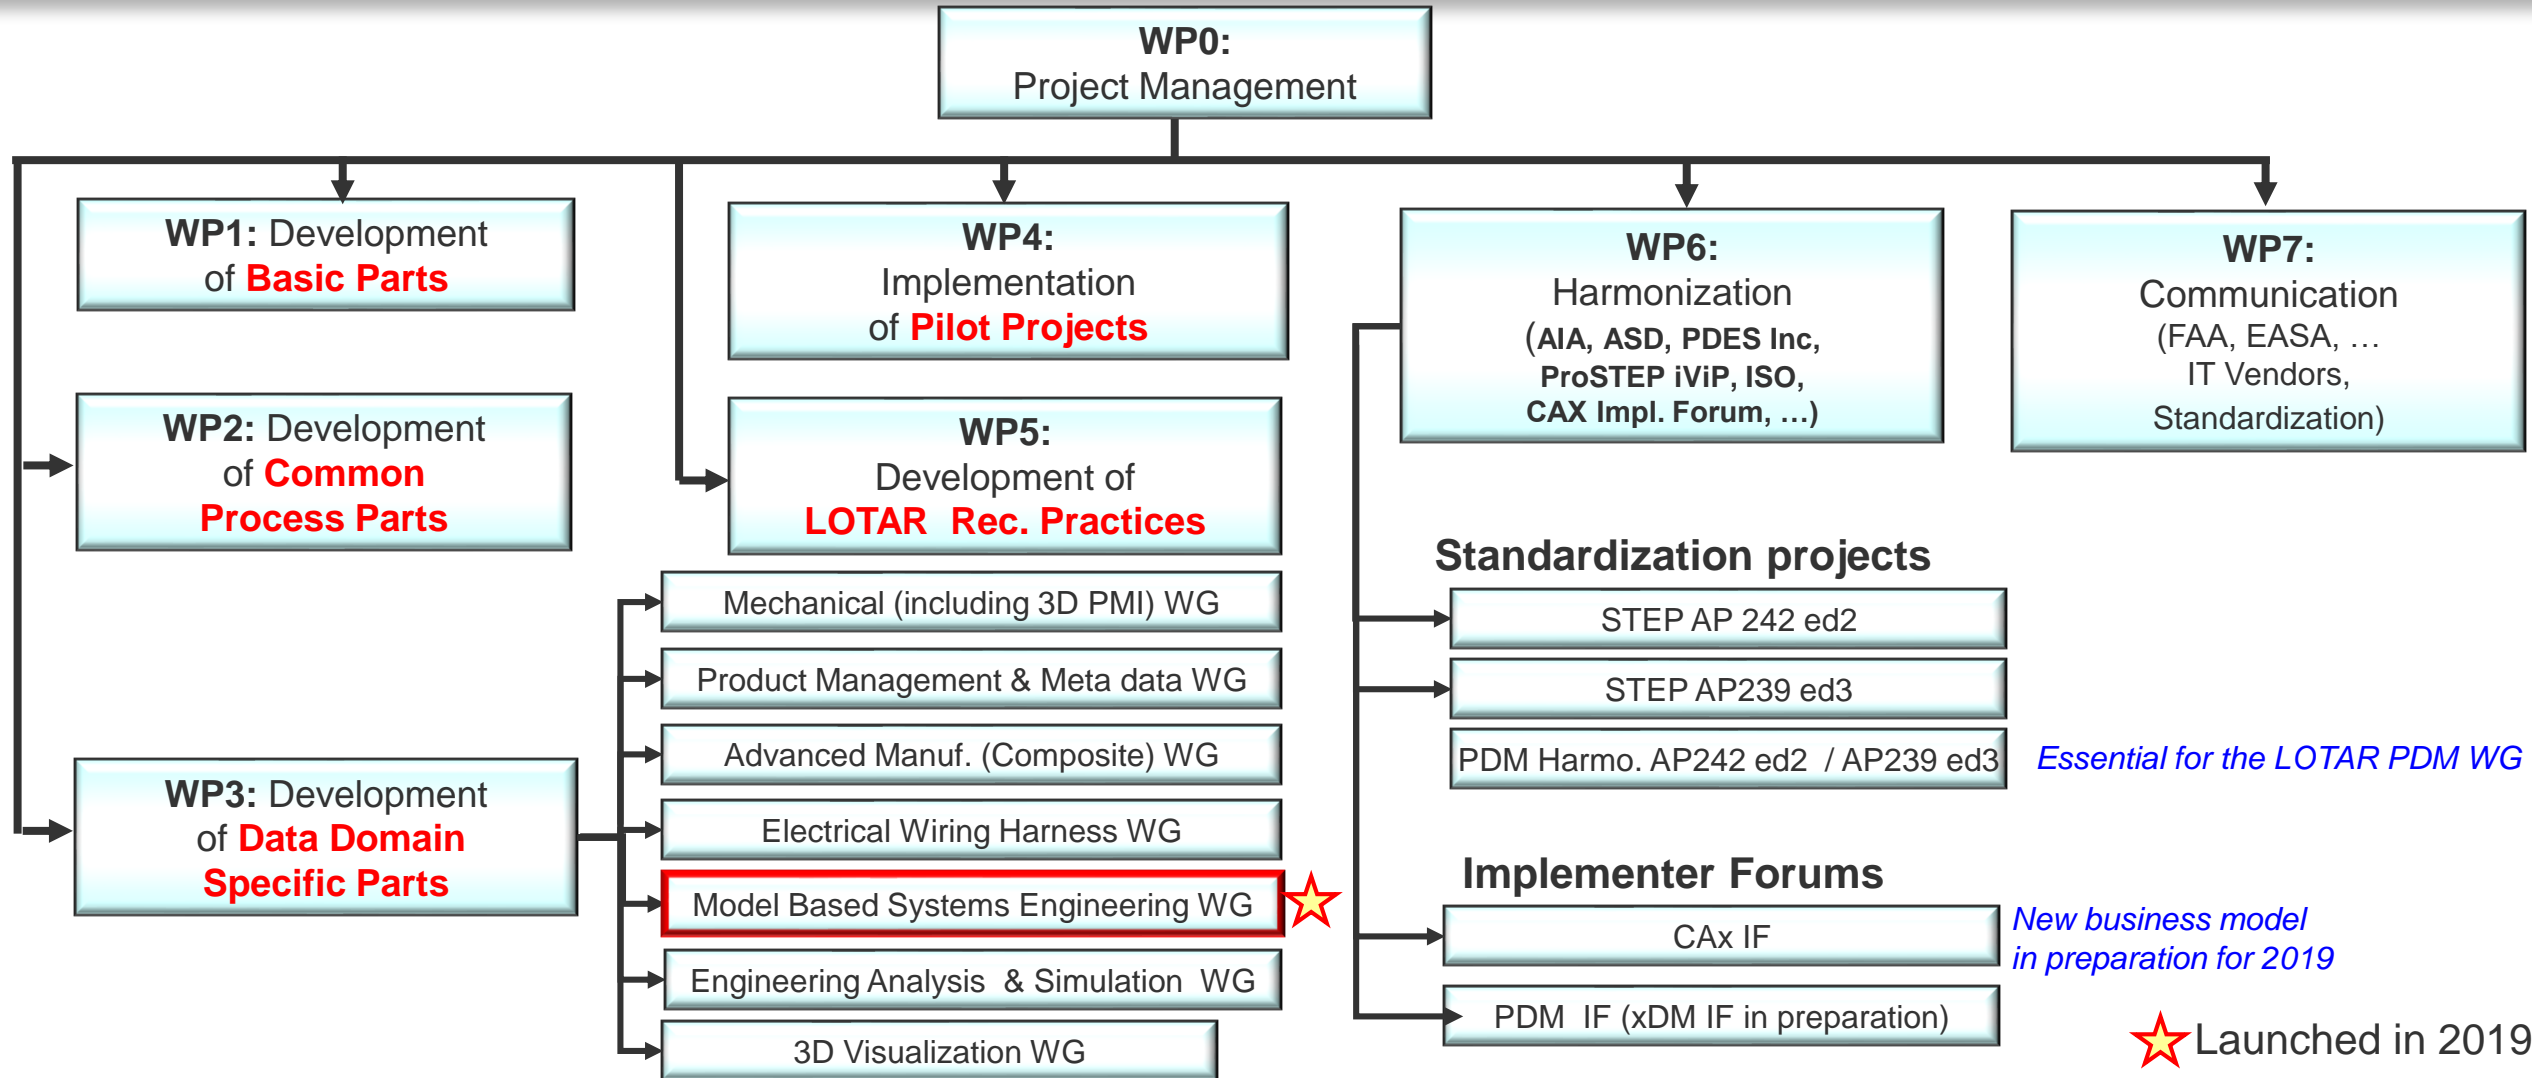 WP0:
Project Management
WP1: Development
of Basic Parts
WP2: Development
of Common
Process Parts
WP3: Development
of Data Domain
Specific Parts
WP4:
Implementation
of Pilot Projects
WP5:
Development of
LOTAR Rec. Practices
Mechanical (including 3D PMI) WG
Product Management & Meta data WG
Advanced Manuf. (Composite) WG
Electrical Wiring Harness WG
Model Based Systems Engineering WG
Engineering Analysis & Simulation WG
3D Visualization WG
WP6:
Harmonization
(AIA, ASD, PDES Inc,
ProSTEP iViP, ISO,
CAX Impl. Forum, …)
Standardization projects
STEP AP 242 ed2
STEP AP239 ed3
PDM Harmo. AP242 ed2 / AP239 ed3
Essential for the LOTAR PDM WG
Implementer Forums
CAx IF
New business model
in preparation for 2019
PDM IF (xDM IF in preparation)
WP7:
Communication
(FAA, EASA, …
IT Vendors,
Standardization)
Launched in 2019